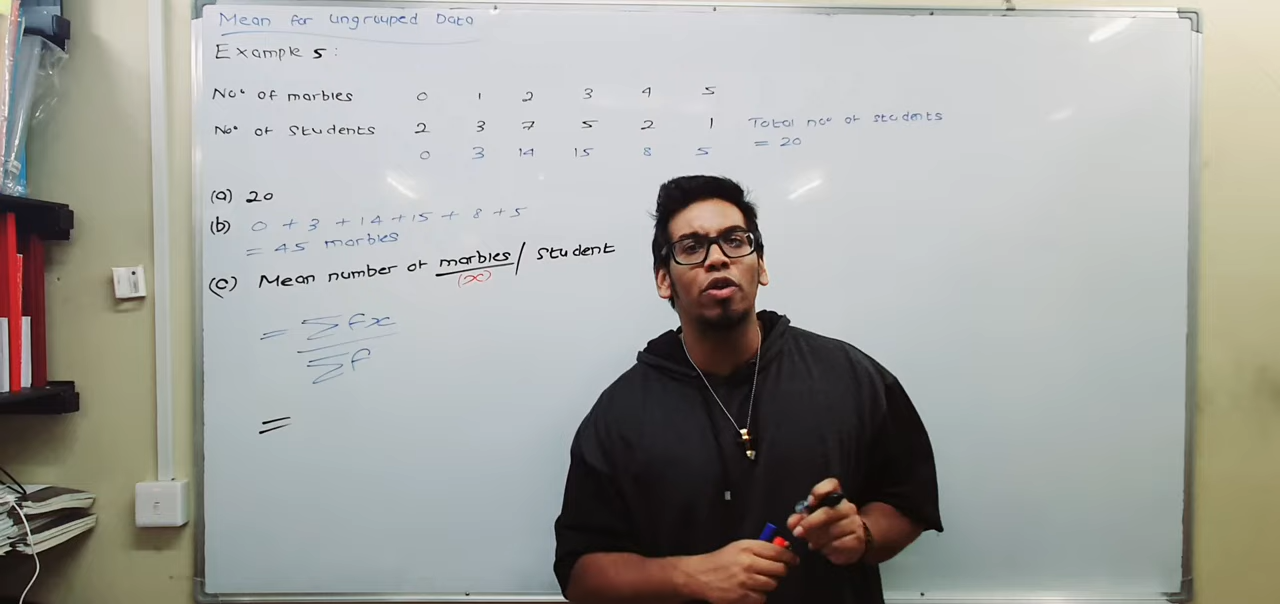 Mean for Ungrouped Data
Example 5:
No. of marbles 0 1 2 3 4 5
No. of Students 2 3 7 5 2 1 Total no. of students
0 3 14 15 8 5 = 20
(a) 20
(b) 0 + 3 + 14 + 15 + 8 + 5
= 45 marbles
(c) Mean number of marbles / student
(x)
= Σfx
Σf
=